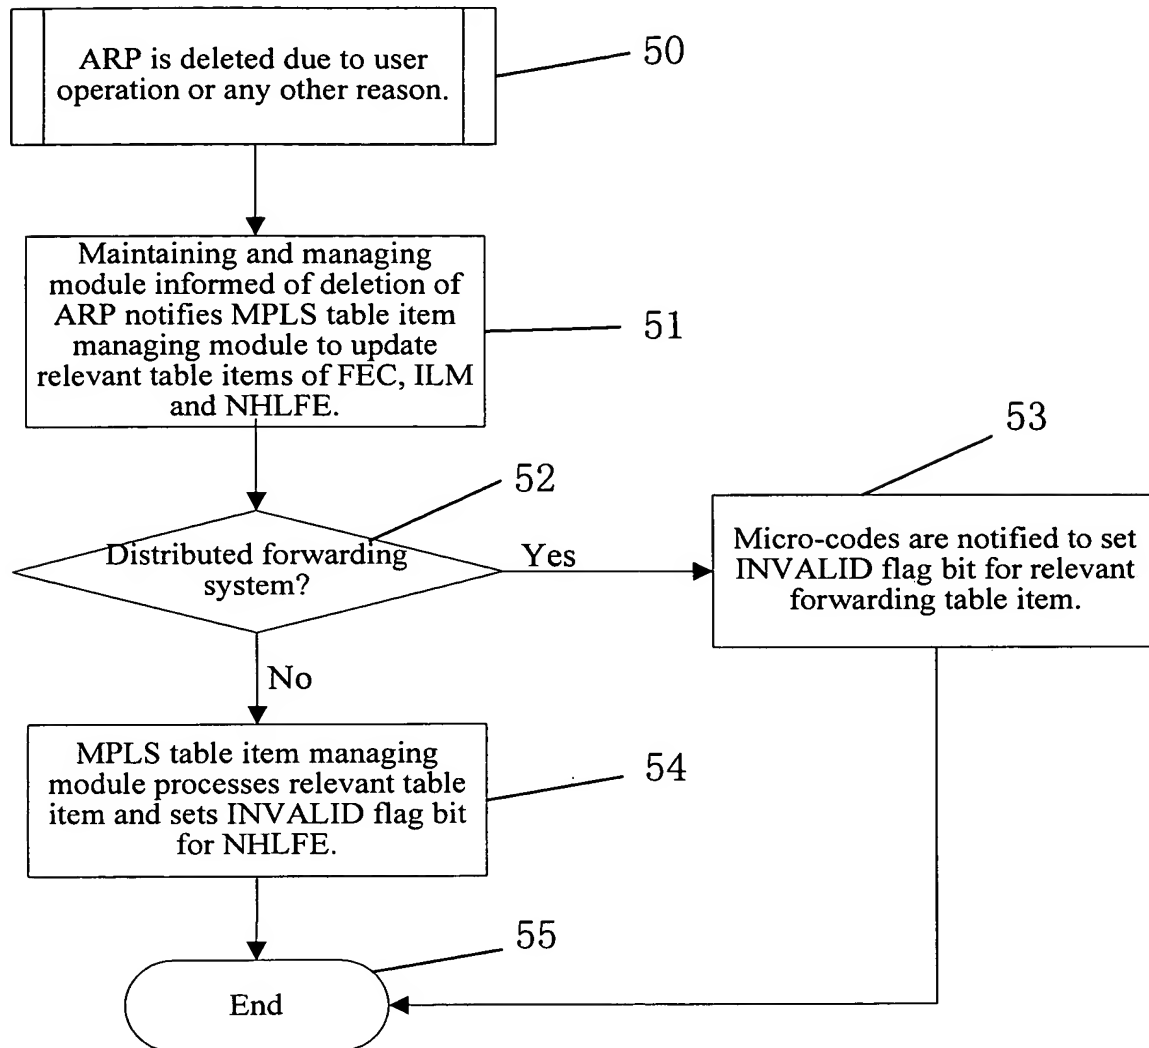 ARP is deleted due to user
operation or any other reason.
50
Maintaining and managing
module informed of deletion of
ARP notifies MPLS table item
managing module to update
relevant table items of FEC, ILM
and NHLFE.
51
52
Distributed forwarding
system?
Yes
53
Micro-codes are notified to set
INVALID flag bit for relevant
forwarding table item.
No
MPLS table item managing
module processes relevant table
item and sets INVALID flag bit
for NHLFE.
54
55
End